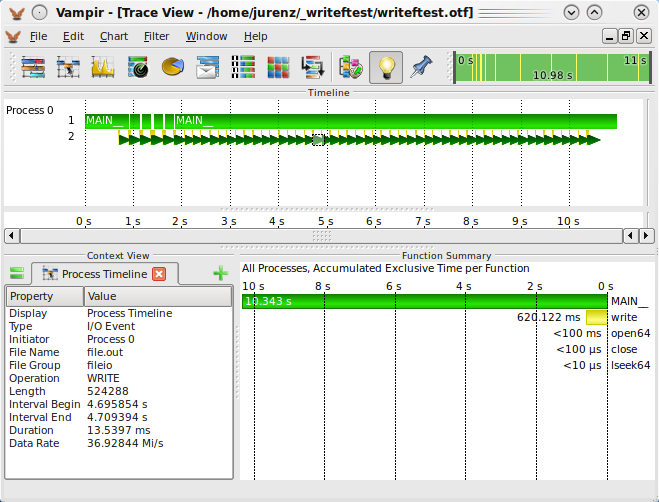 Vampir - [Trace View - /home/jurenz/_writeftest/writeftest.otf]
File Edit Chart Filter Window Help
0 s 11 s
10.98 s
Timeline
Process 0
1 MAIN__ MAIN__
2
0 s 1 s 2 s 3 s 4 s 5 s 6 s 7 s 8 s 9 s 10 s
Context View
Process Timeline
Property Value
Display Process Timeline
Type I/O Event
Initiator Process 0
File Name file.out
File Group fileio
Operation WRITE
Length 524288
Interval Begin 4.695854 s
Interval End 4.709394 s
Duration 13.5397 ms
Data Rate 36.92844 Mi/s
Function Summary
All Processes, Accumulated Exclusive Time per Function
10 s 8 s 6 s 4 s 2 s 0 s
10.343 s MAIN__
620.122 ms write
<100 ms open64
<100 µs close
<10 µs lseek64